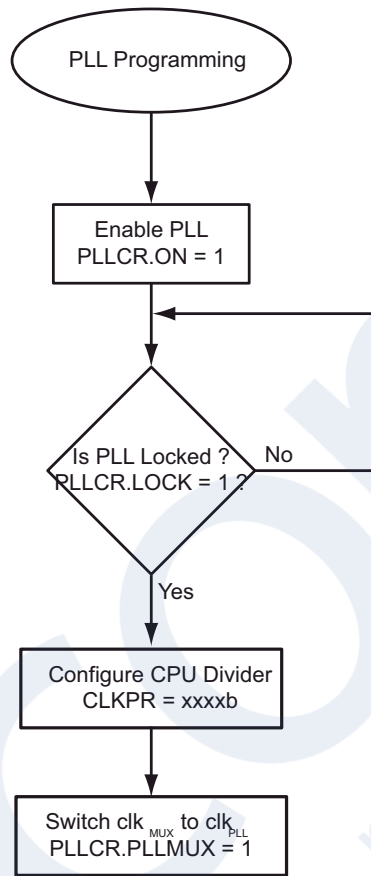 PLL Programming
Enable PLL
PLLCR.ON = 1
Is PLL Locked ?
PLLCR.LOCK = 1 ?
No
Yes
Configure CPU Divider
CLKPR = xxxxb
Switch clk MUX to clk PLL
PLLCR.PLLMUX = 1